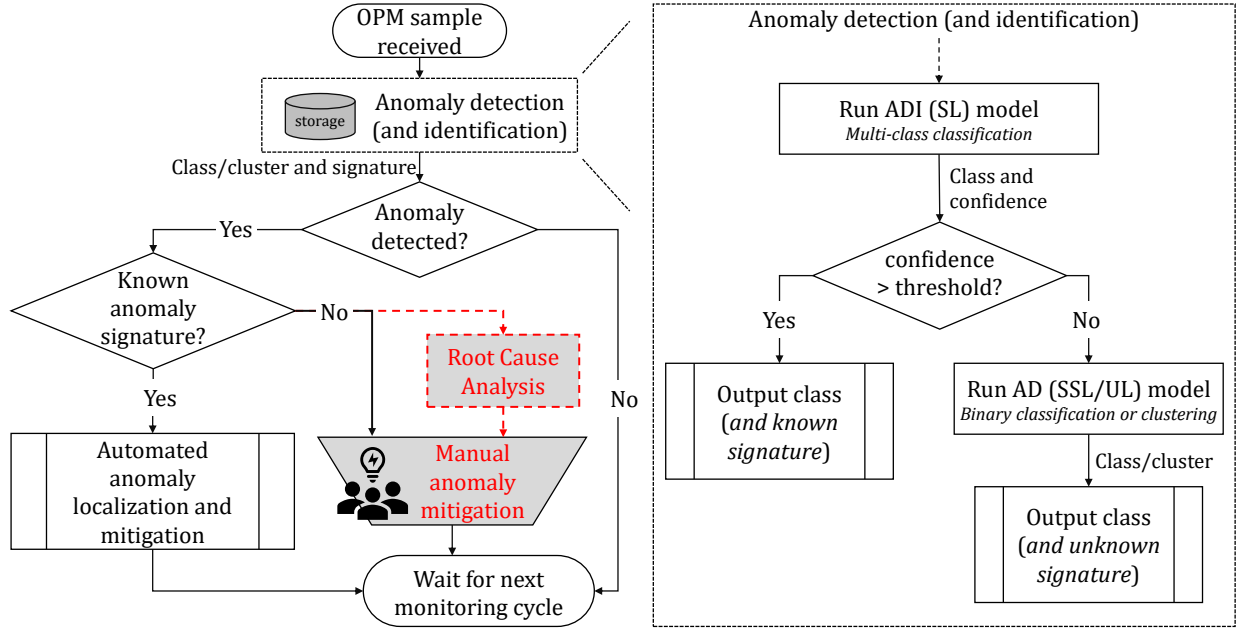 OPM sample
received
storage
Anomaly detection
(and identification)
Class/cluster and signature
Anomaly
detected?
Yes
Known
anomaly
signature?
No
Root Cause
Analysis
No
Yes
Automated
anomaly
localization and
mitigation
Manual
anomaly
mitigation
Wait for next
monitoring cycle
Anomaly detection (and identification)
Run ADI (SL) model
Multi-class classification
Class and
confidence
confidence
> threshold?
Yes
No
Output class
(and known
signature)
Run AD (SSL/UL) model
Binary classification or clustering
Class/cluster
Output class
(and unknown
signature)